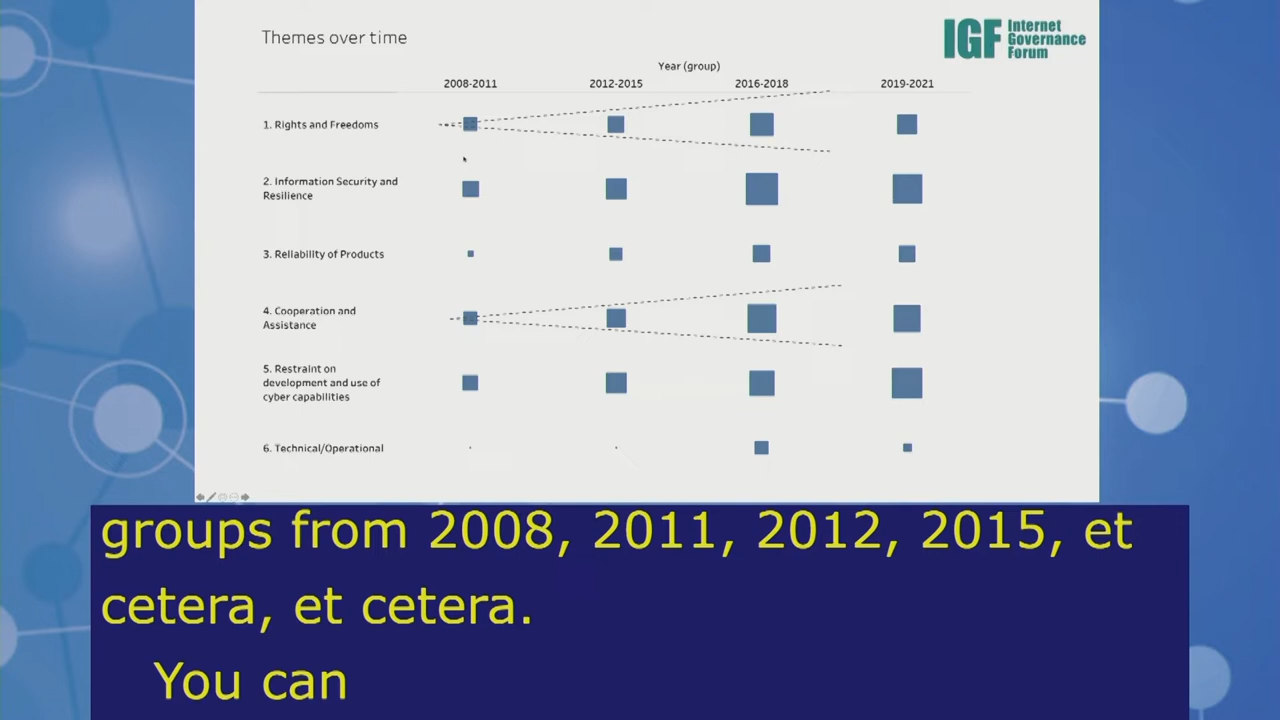 Themes over time
IGF Internet
Governance
Forum
Year (group)
2008-2011 2012-2015 2016-2018 2019-2021
1. Rights and Freedoms
2. Information Security and
Resilience
3. Reliability of Products
4. Cooperation and
Assistance
5. Restraint on
development and use of
cyber capabilities
6. Technical/Operational
groups from 2008, 2011, 2012, 2015, et
cetera, et cetera.
You can